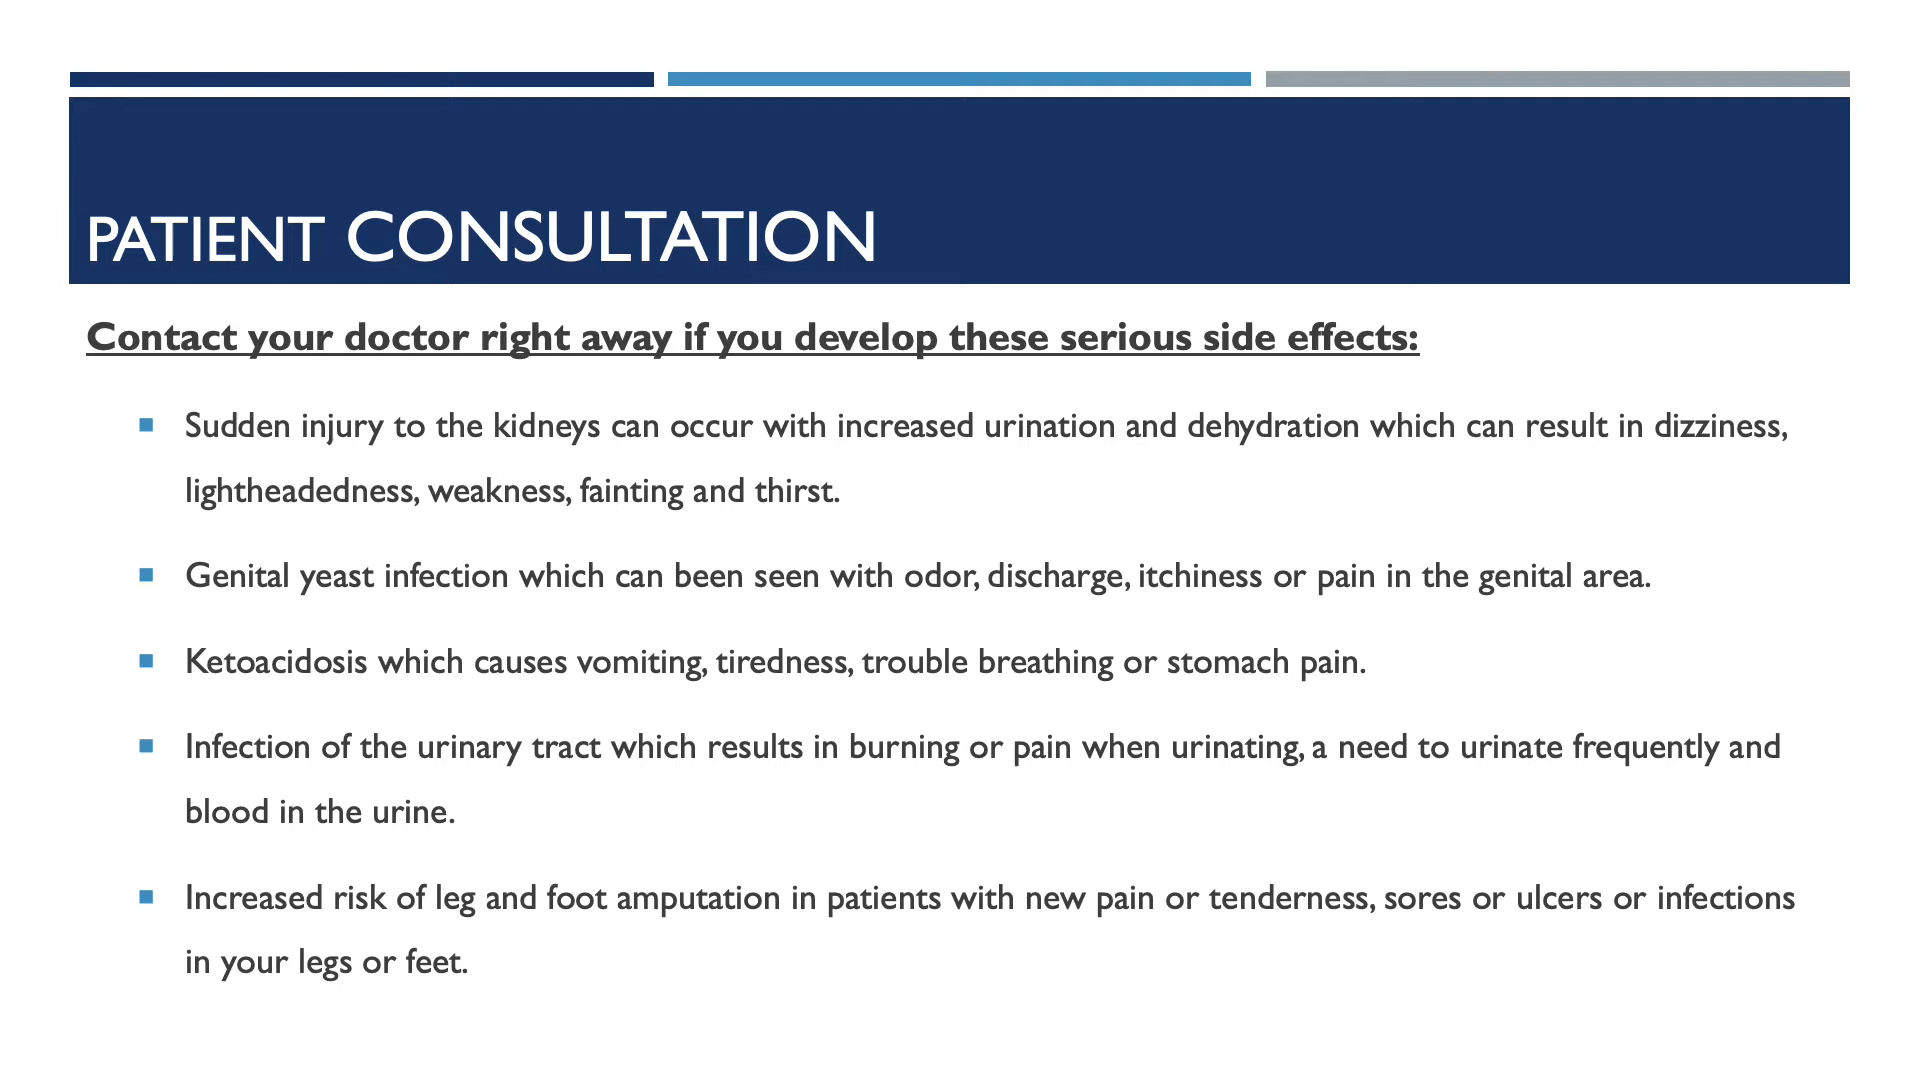 PATIENT CONSULTATION
Contact your doctor right away if you develop these serious side effects:
Sudden injury to the kidneys can occur with increased urination and dehydration which can result in dizziness,
lightheadedness, weakness, fainting and thirst.
Genital yeast infection which can been seen with odor, discharge, itchiness or pain in the genital area.
Ketoacidosis which causes vomiting, tiredness, trouble breathing or stomach pain.
Infection of the urinary tract which results in burning or pain when urinating, a need to urinate frequently and
blood in the urine.
Increased risk of leg and foot amputation in patients with new pain or tenderness, sores or ulcers or infections
in your legs or feet.